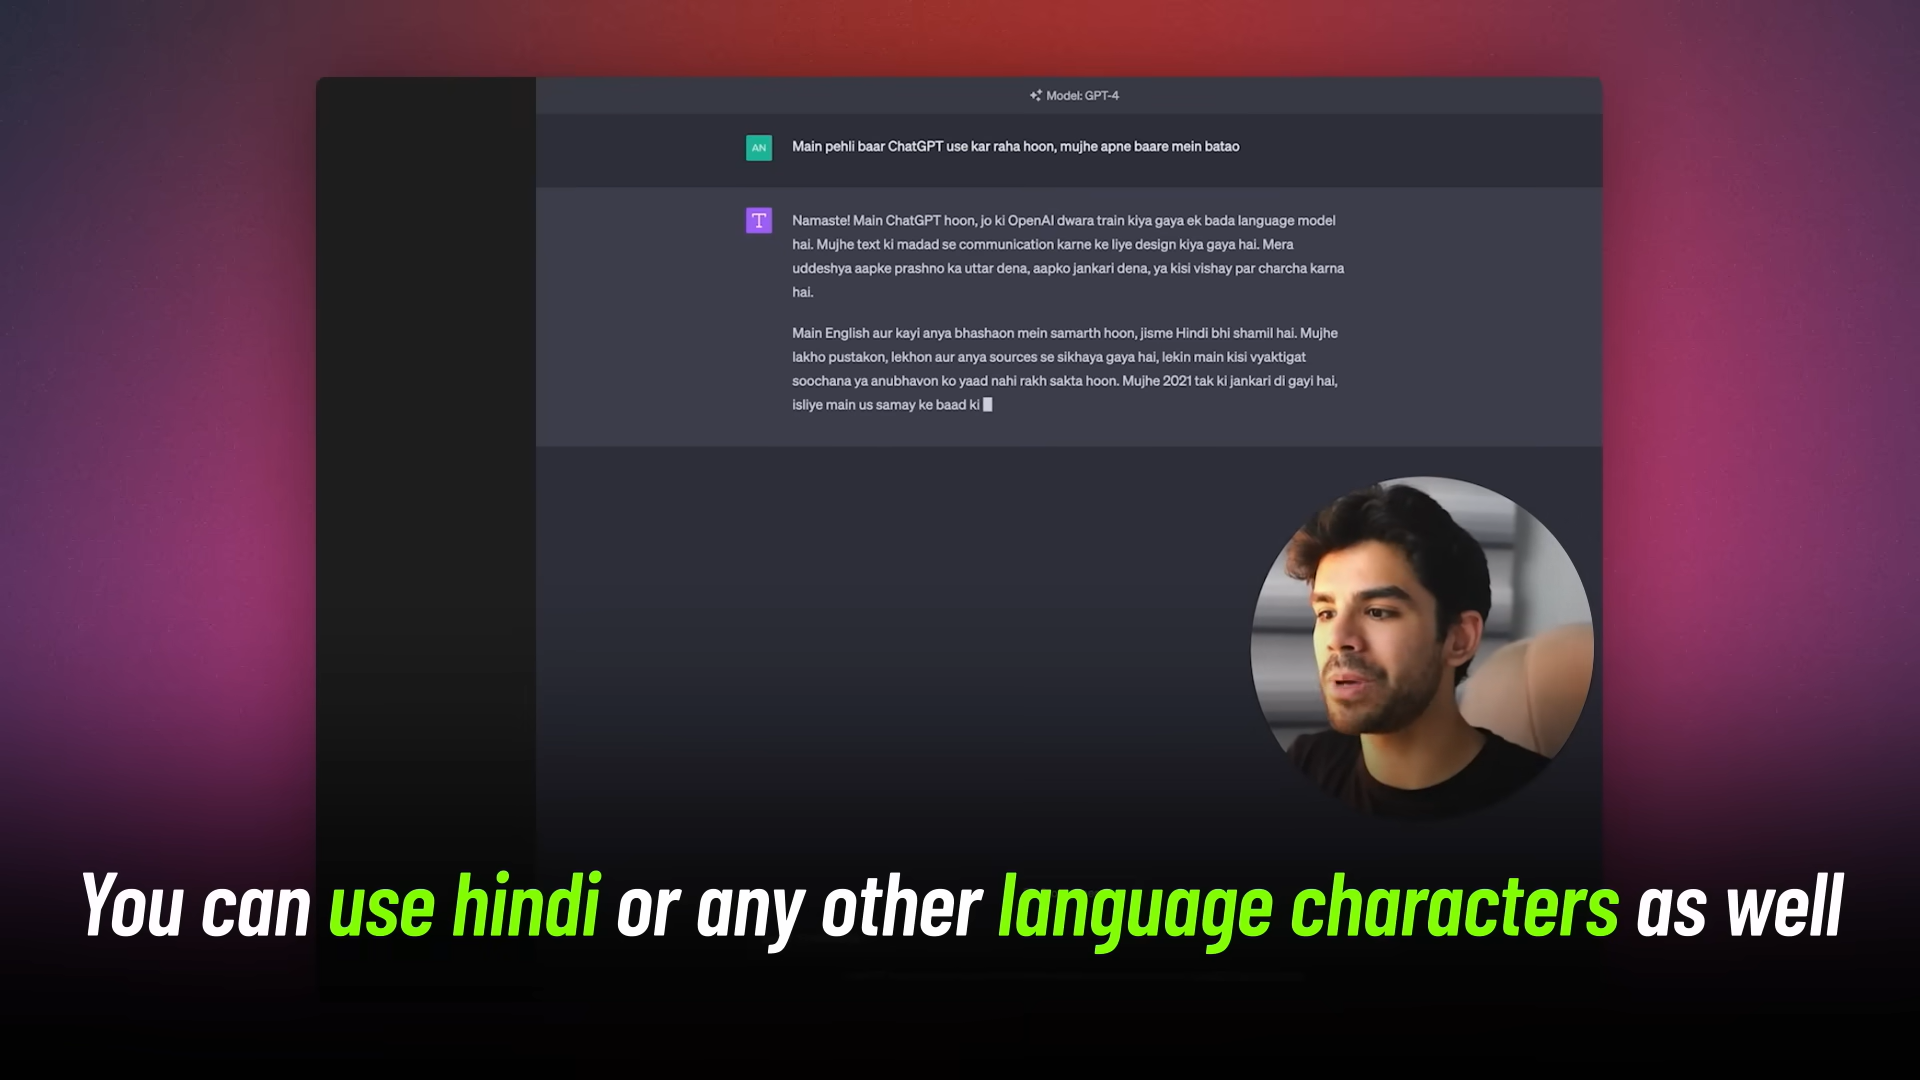 Model: GPT-4
AN
Main pehli baar ChatGPT use kar raha hoon, mujhe apne baare mein batao
T
Namaste! Main ChatGPT hoon, jo ki OpenAI dwara train kiya gaya ek bada language model
hai. Mujhe text ki madad se communication karne ke liye design kiya gaya hai. Mera
uddeshya aapke prashno ka uttar dena, aapko jankari dena, ya kisi vishay par charcha karna
hai.
Main English aur kayi anya bhashaon mein samarth hoon, jisme Hindi bhi shamil hai. Mujhe
lakho pustakon, lekhon aur anya sources se sikhaya gaya hai, lekin main kisi vyaktigat
soochana ya anubhavon ko yaad nahi rakh sakta hoon. Mujhe 2021 tak ki jankari di gayi hai,
isliye main us samay ke baad ki
You can use hindi or any other language characters as well